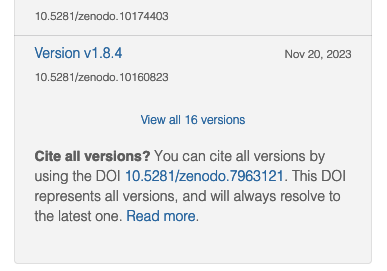 10.5281/zenodo.10174403
Version v1.8.4 Nov 20, 2023
10.5281/zenodo.10160823
View all 16 versions
Cite all versions? You can cite all versions by
using the DOI 10.5281/zenodo.7963121. This DOI
represents all versions, and will always resolve to
the latest one. Read more.